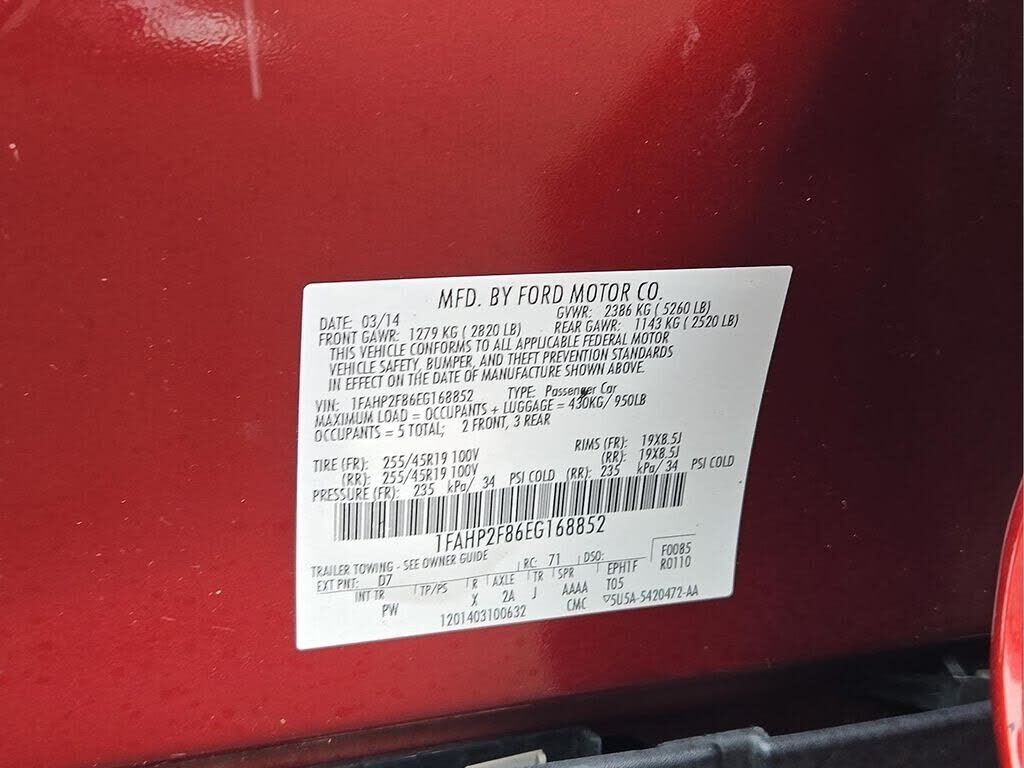 MFD. BY FORD MOTOR CO.
DATE: 03/14 GVWR: 2386 KG ( 5260 LB)
FRONT GAWR: 1279 KG ( 2820 LB) REAR GAWR: 1143 KG ( 2520 LB)
THIS VEHICLE CONFORMS TO ALL APPLICABLE FEDERAL MOTOR
VEHICLE SAFETY, BUMPER, AND THEFT PREVENTION STANDARDS
IN EFFECT ON THE DATE OF MANUFACTURE SHOWN ABOVE.
VIN: 1FAHP2F86EG168852 TYPE: Passenger Car
MAXIMUM LOAD = OCCUPANTS + LUGGAGE = 430KG/ 950LB
OCCUPANTS = 5 TOTAL; 2 FRONT, 3 REAR
TIRE (FR): 255/45R19 100V RIMS (FR): 19X8.5J
(RR): 255/45R19 100V (RR): 19X8.5J
PRESSURE (FR): 235 kPa/ 34 PSI COLD (RR): 235 kPa/ 34 PSI COLD
1FAHP2F86EG168852
TRAILER TOWING - SEE OWNER GUIDE
EXT PNT: D7 RC: 71 DSO: F0085
INT TR TP/PS R AXLE TR SPR EPHTF R0110
PW X 2A J AAAA T05
1201403100632 CMC ▽5U5A-5420472-AA